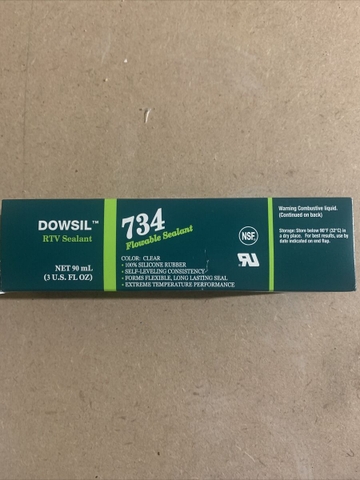 DOWSIL™
RTV Sealant
NET 90 mL
(3 U.S. FL OZ)
734
Flowable Sealant
COLOR: CLEAR
• 100% SILICONE RUBBER
• SELF-LEVELING CONSISTENCY
• FORMS FLEXIBLE, LONG LASTING SEAL
• EXTREME TEMPERATURE PERFORMANCE
NSF
Warning Combustive liquid.
(Continued on back)
Storage: Store below 90°F (32°C) in
a dry place. For best results, use by
date indicated on end flap.